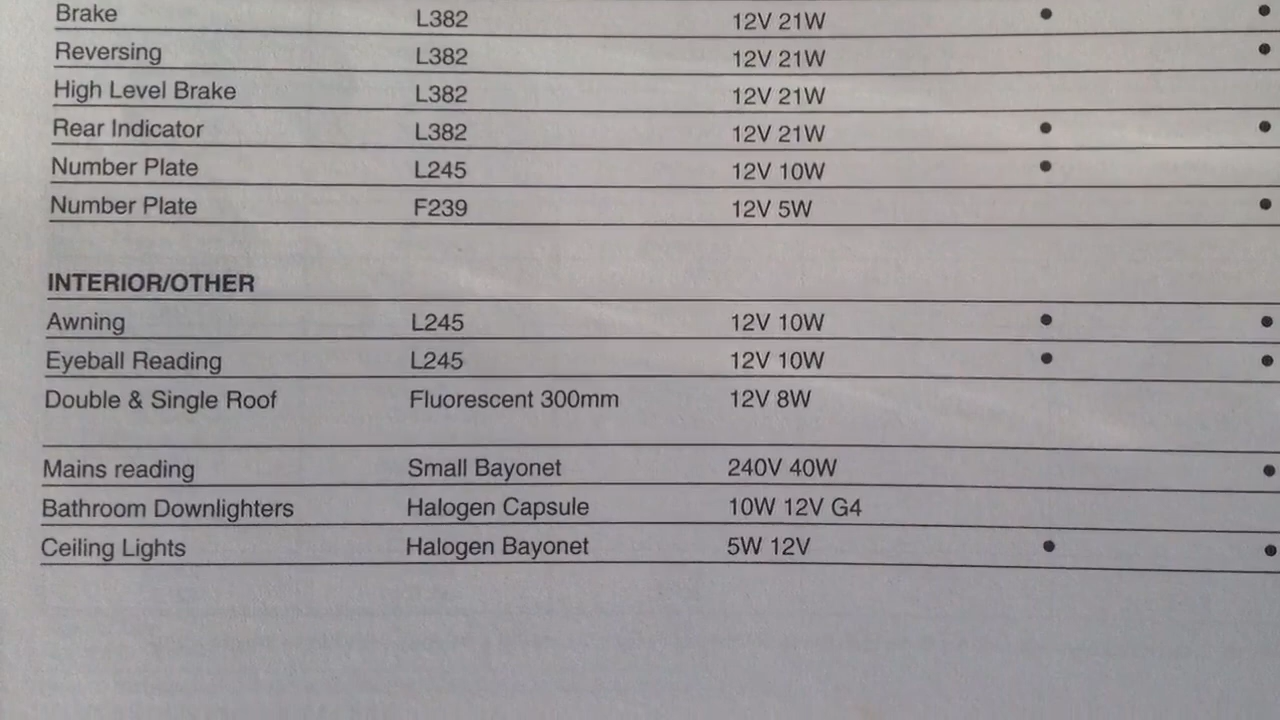 Brake L382 12V 21W • •
Reversing L382 12V 21W •
High Level Brake L382 12V 21W
Rear Indicator L382 12V 21W • •
Number Plate L245 12V 10W •
Number Plate F239 12V 5W •
INTERIOR/OTHER
Awning L245 12V 10W • •
Eyeball Reading L245 12V 10W • •
Double & Single Roof Fluorescent 300mm 12V 8W
Mains reading Small Bayonet 240V 40W •
Bathroom Downlighters Halogen Capsule 10W 12V G4
Ceiling Lights Halogen Bayonet 5W 12V • •